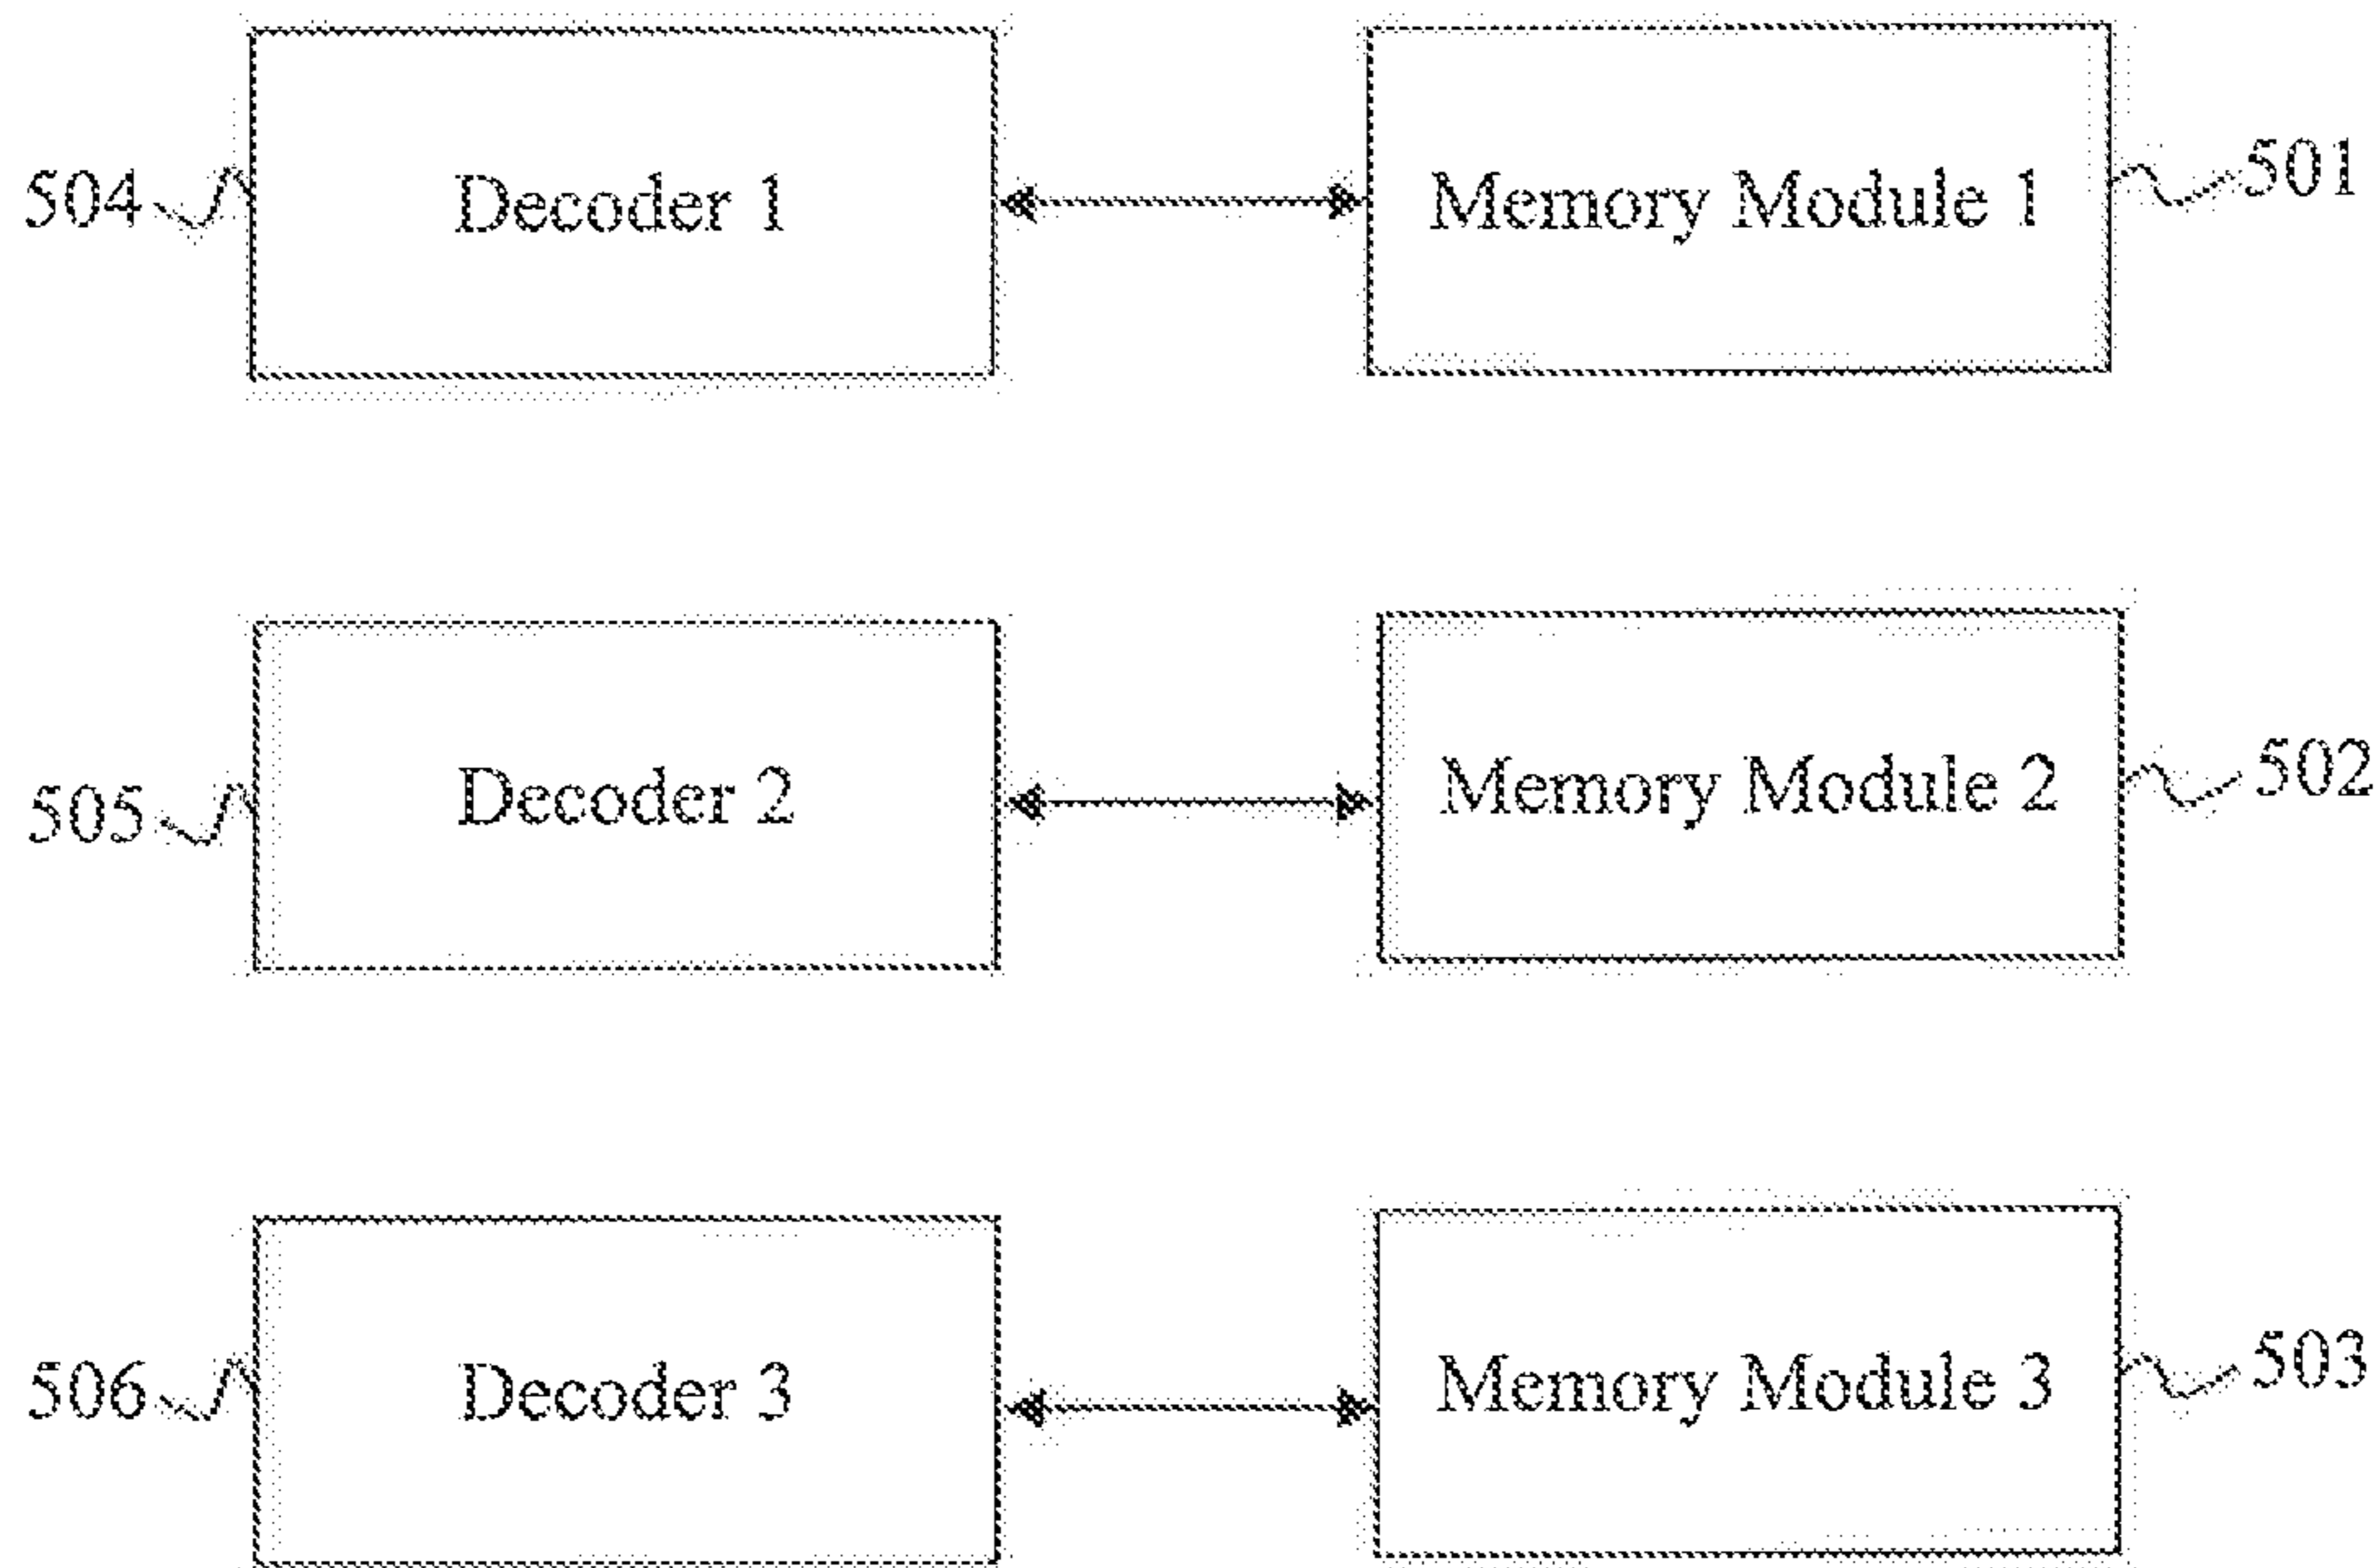 504 Decoder 1 Memory Module 1 501
505 Decoder 2 Memory Module 2 502
506 Decoder 3 Memory Module 3 503